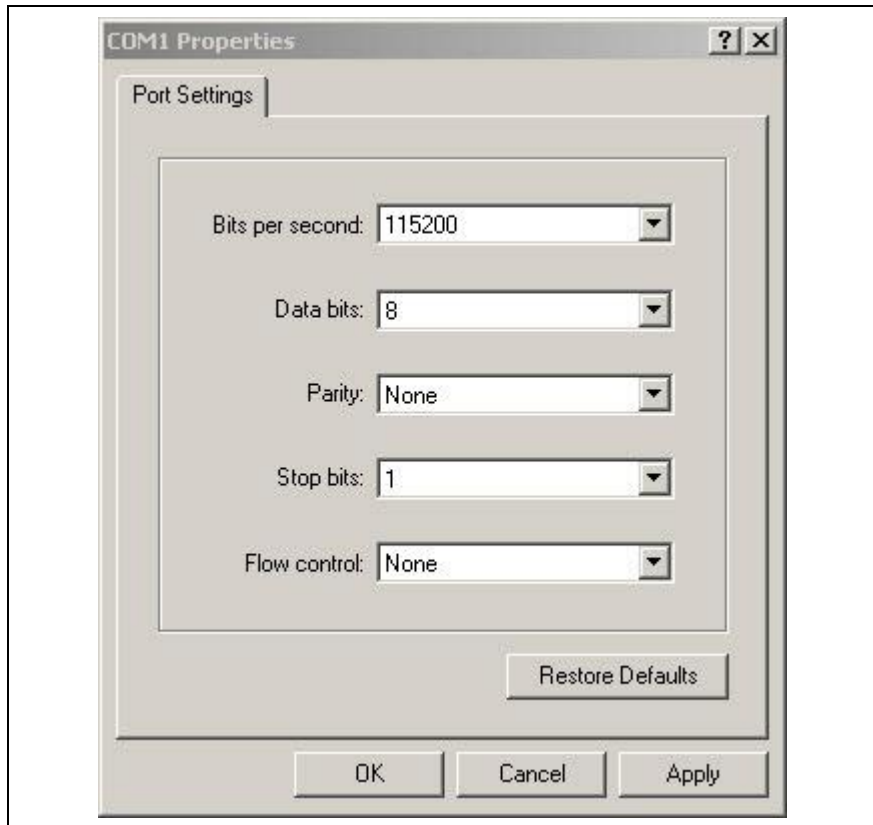 COM1 Properties
Port Settings
Bits per second: 115200
Data bits: 8
Parity: None
Stop bits: 1
Flow control: None
Restore Defaults
OK Cancel Apply